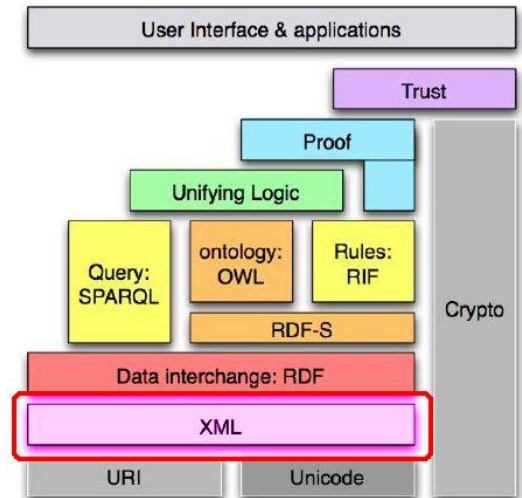 User Interface & applications
Trust
Proof
Unifying Logic
Query:
SPARQL
ontology:
OWL
Rules:
RIF
Crypto
RDF-S
Data interchange: RDF
XML
URI
Unicode